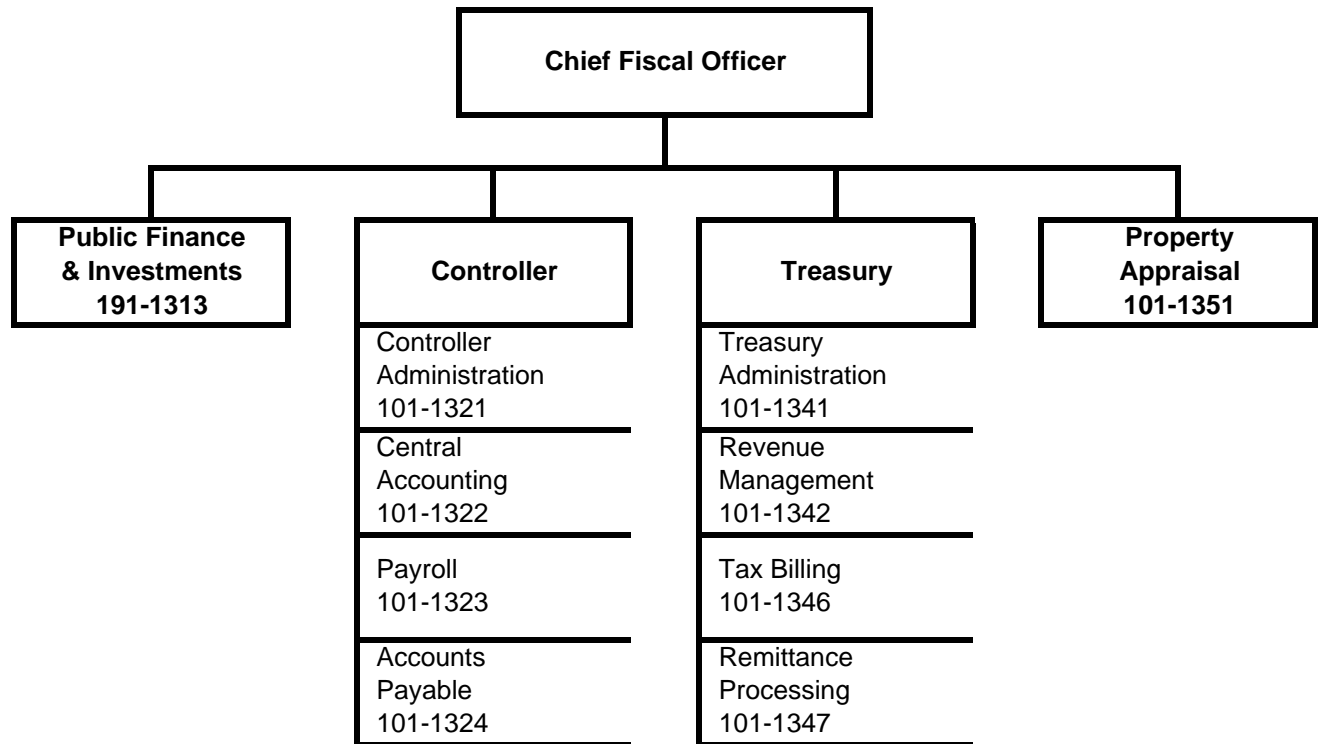 Chief Fiscal Officer
Public Finance
& Investments
191-1313
Controller
Treasury
Property
Appraisal
101-1351
Controller
Administration
101-1321
Central
Accounting
101-1322
Payroll
101-1323
Accounts
Payable
101-1324
Treasury
Administration
101-1341
Revenue
Management
101-1342
Tax Billing
101-1346
Remittance
Processing
101-1347